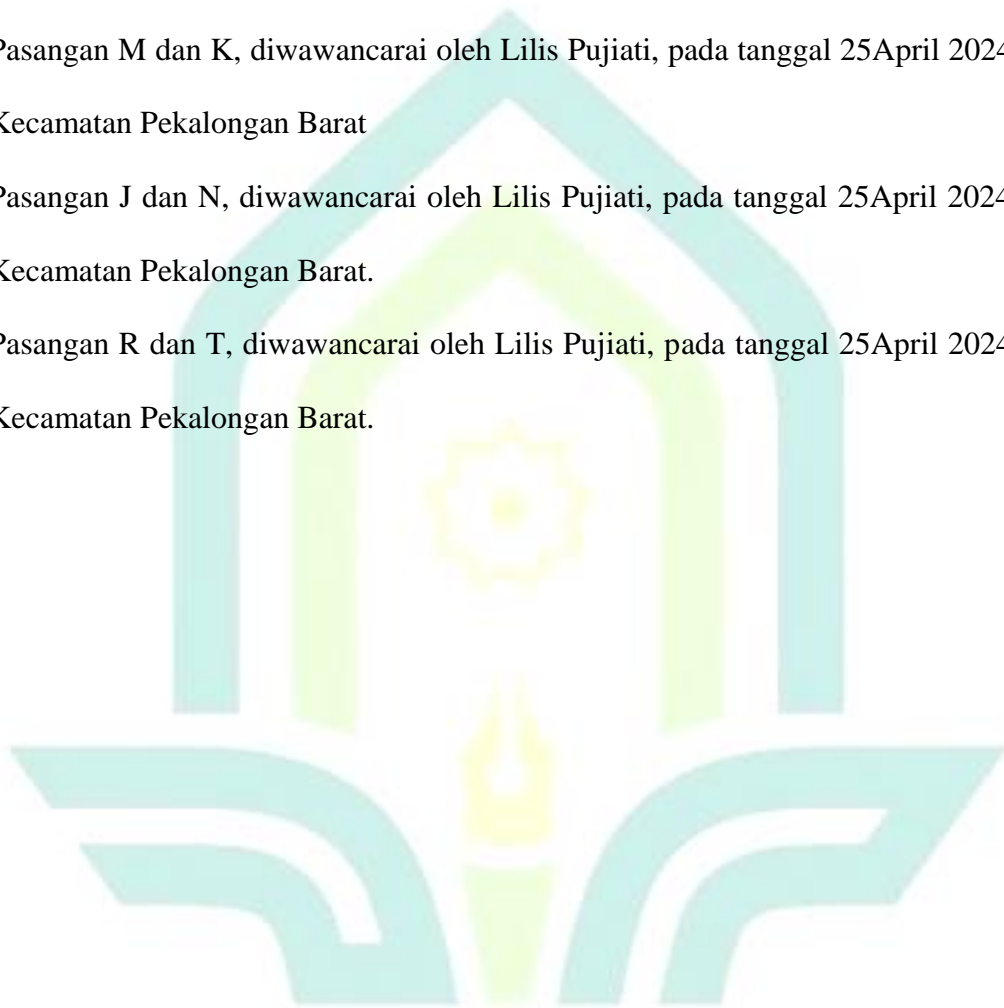 Pasangan M dan K, diwawancarai oleh Lilis Pujiati, pada tanggal 25April 2024
Kecamatan Pekalongan Barat
Pasangan J dan N, diwawancarai oleh Lilis Pujiati, pada tanggal 25April 2024
Kecamatan Pekalongan Barat.
Pasangan R dan T, diwawancarai oleh Lilis Pujiati, pada tanggal 25April 2024
Kecamatan Pekalongan Barat.